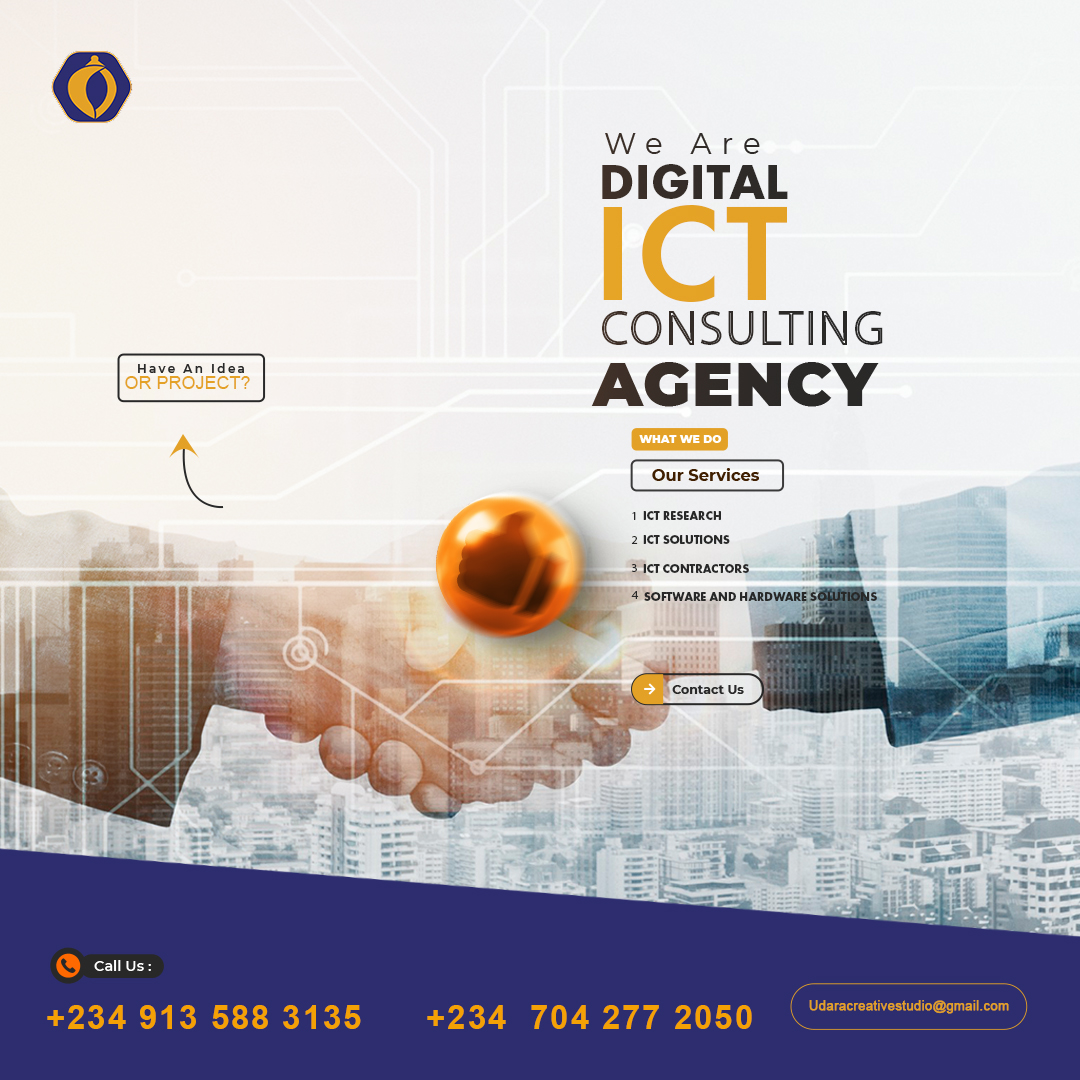 We Are
DIGITAL
ICT
CONSULTING
AGENCY
Have An Idea
OR PROJECT?
WHAT WE DO
Our Services
1 ICT RESEARCH
2 ICT SOLUTIONS
3 ICT CONTRACTORS
4 SOFTWARE AND HARDWARE SOLUTIONS
Contact Us
Call Us :
+234 913 588 3135
+234 704 277 2050
Udaracreativestudio@gmail.com